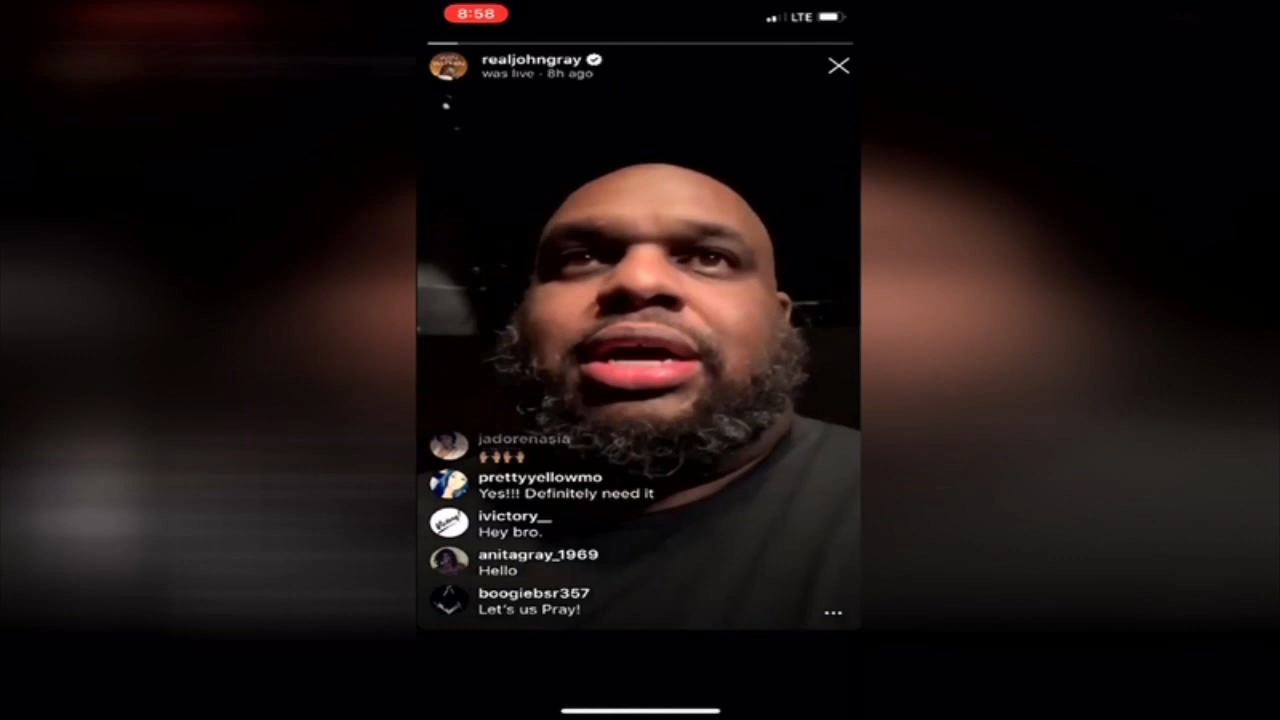 8:58
LTE
realjohngray
was live · 8h ago
jadorenasia
prettyyellowmo
Yes!!! Definitely need it
ivictory__
Hey bro.
anitagray_1969
Hello
boogiebsr357
Let's us Pray!